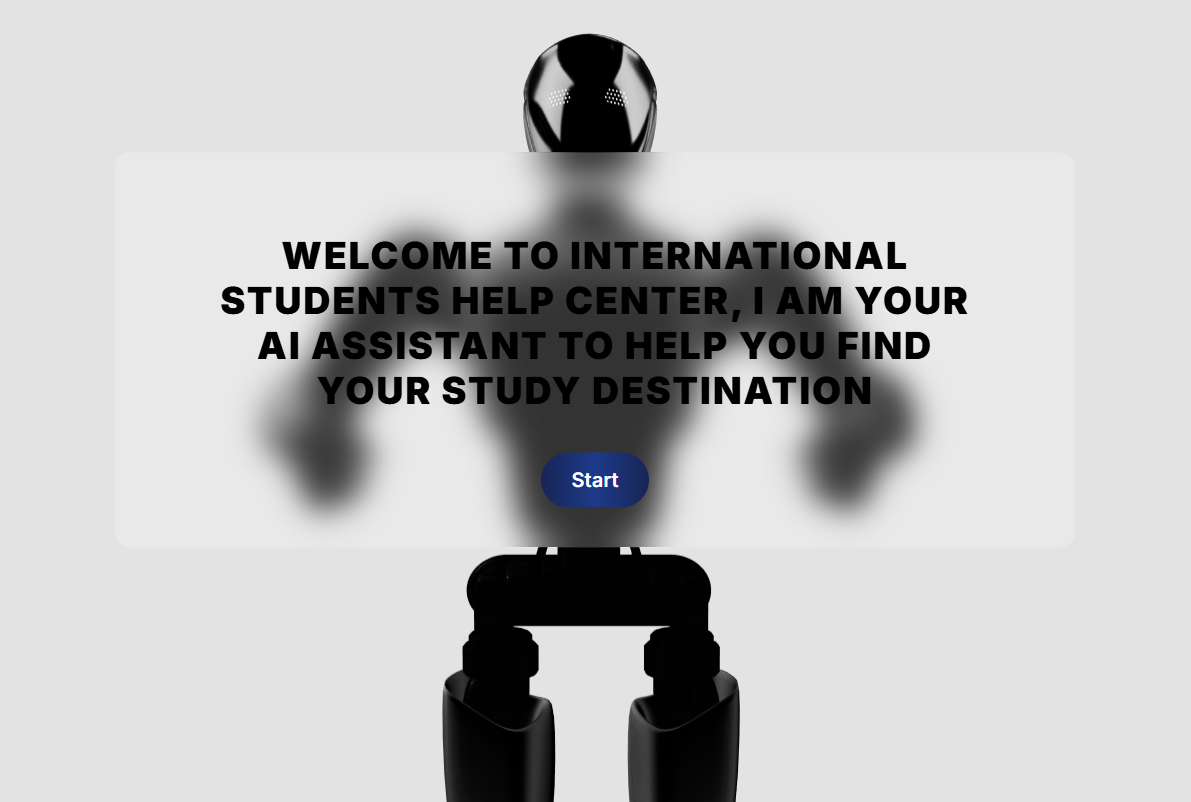 WELCOME TO INTERNATIONAL
STUDENTS HELP CENTER, I AM YOUR
AI ASSISTANT TO HELP YOU FIND
YOUR STUDY DESTINATION
Start